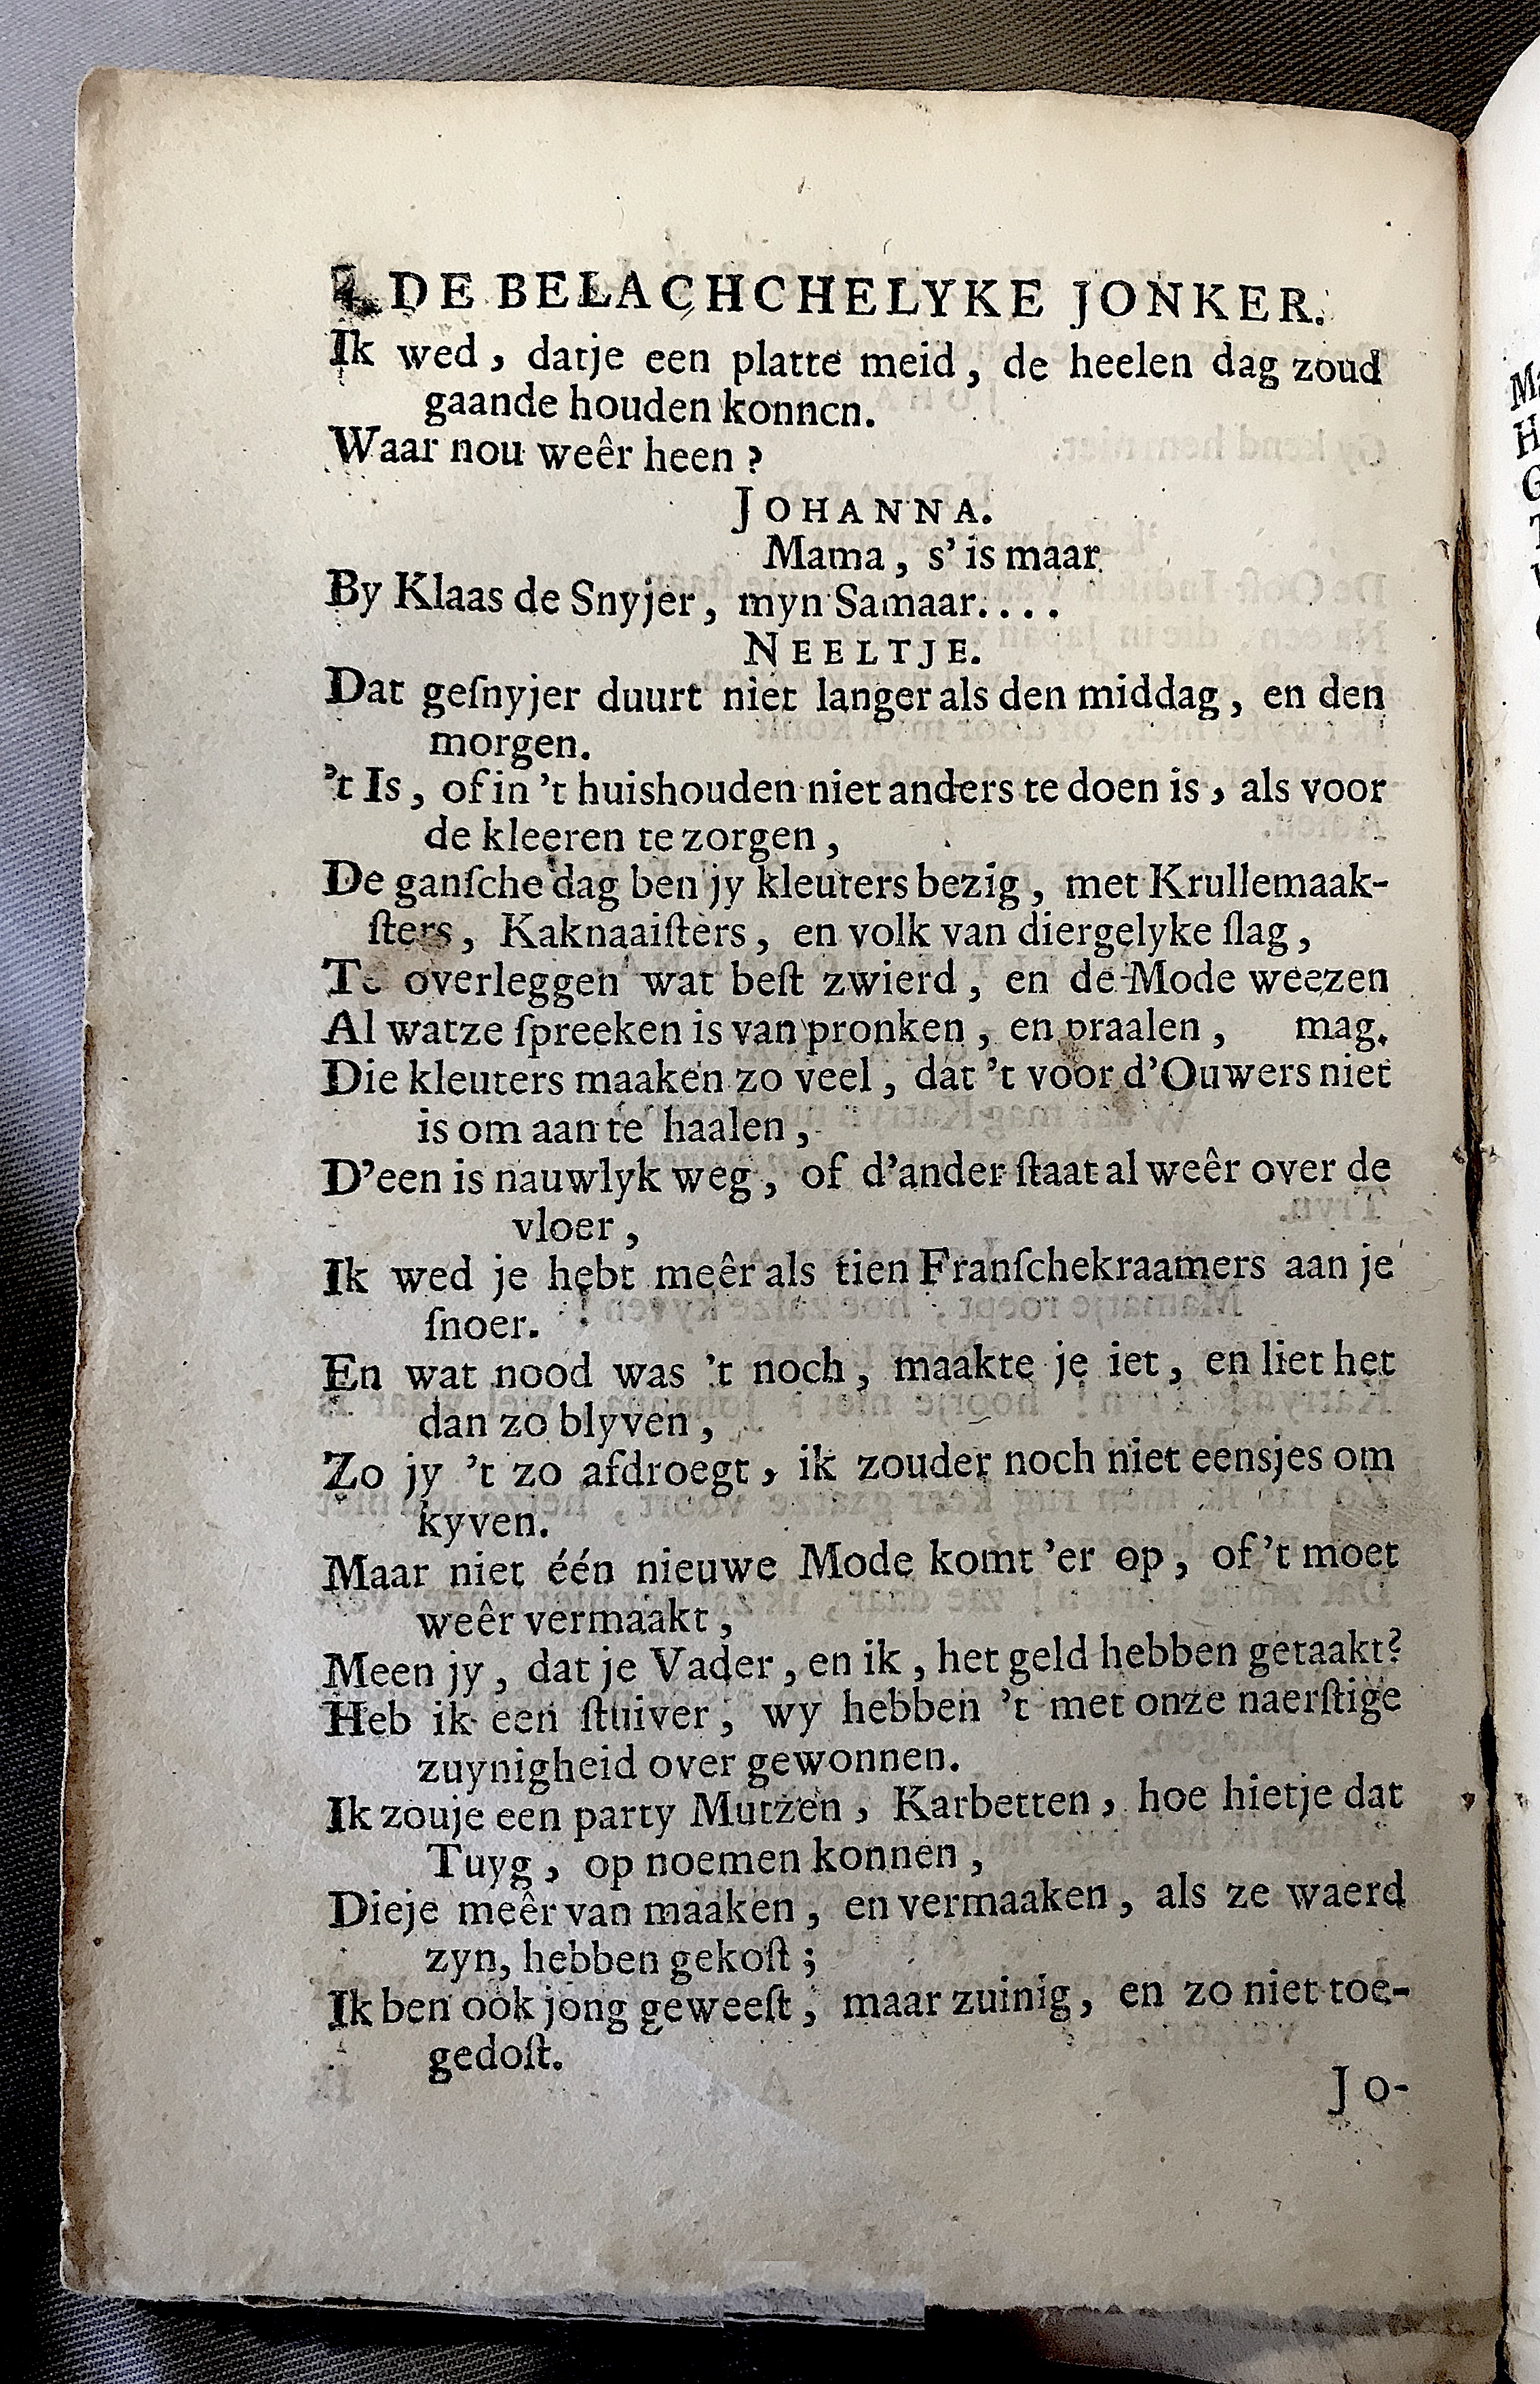 DE BELACHCHELYKE JONKER.
Ik wed, datje een platte meid, de heelen dag zoud
gaande houden konnen.
Waar nou weêr heen?
JOHANNA.
Mama, s' is maar
By Klaas de Snyjer, myn Samaar....
NEELTJE.
Dat geſnyjer duurt niet langer als den middag, en den
morgen.
't Is, of in 't huishouden niet anders te doen is, als voor
de kleeren te zorgen,
De ganſche dag ben jy kleuters bezig, met Krullemaak-
ſters, Kaknaaiſters, en volk van diergelyke ſlag,
Te overleggen wat beſt zwierd, en de Mode weezen
Al watze ſpreeken is van pronken, en praalen, mag.
Die kleuters maaken zo veel, dat 't voor d'Ouwers niet
is om aan te haalen,
D'een is nauwlyk weg, of d'ander ſtaat al weêr over de
vloer,
Ik wed je hebt meêr als tien Franſchekraamers aan je
ſnoer.
En wat nood was 't noch, maakte je iet, en liet het
dan zo blyven,
Zo jy 't zo afdroegt, ik zouder noch niet eensjes om
kyven.
Maar niet één nieuwe Mode komt 'er op, of 't moet
weêr vermaakt,
Meen jy, dat je Vader, en ik, het geld hebben getaakt?
Heb ik een ſtuiver, wy hebben 't met onze naerſtige
zuynigheid over gewonnen.
Ik zouje een party Mutzen, Karbetten, hoe hietje dat
Tuyg, op noemen konnen,
Dieje meêr van maaken, en vermaaken, als ze waerd
zyn, hebben gekoſt;
Ik ben ook jong geweeſt, maar zuinig, en zo niet toe-
gedoſt.
Jo-